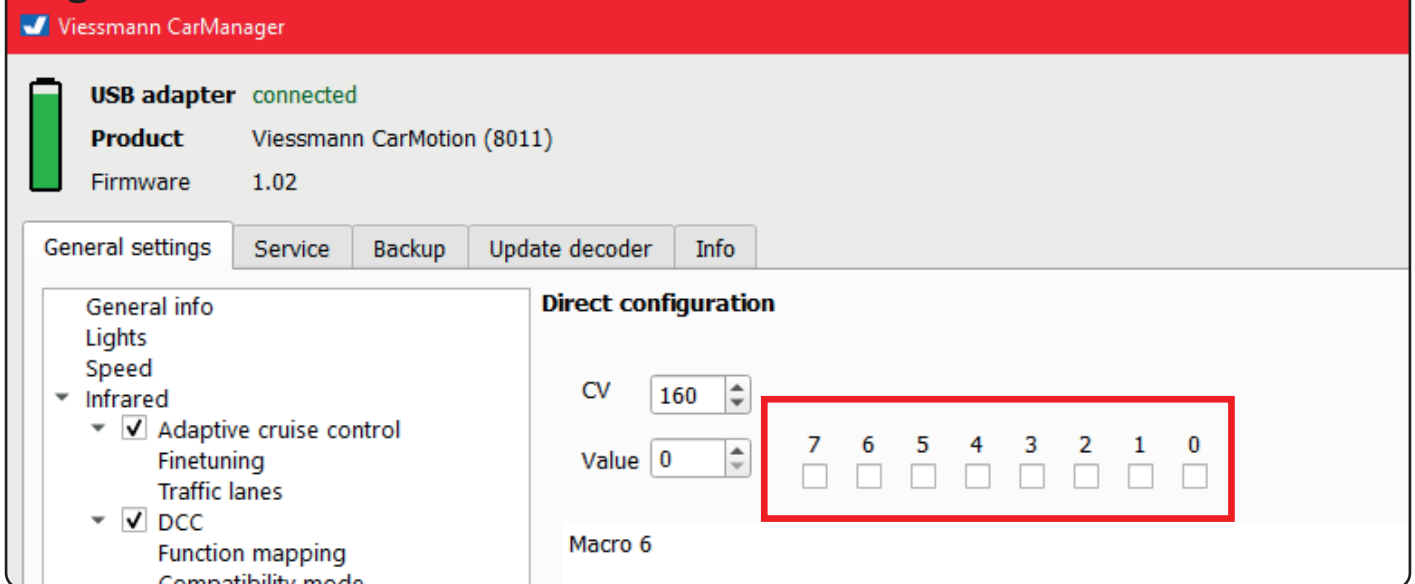 Viessmann CarManager
USB adapter connected
Product Viessmann CarMotion (8011)
Firmware 1.02
General settings Service Backup Update decoder Info
General info
Lights
Speed
Infrared
Adaptive cruise control
Finetuning
Traffic lanes
DCC
Function mapping
Compatibility mode
Direct configuration
CV 160
7 6 5 4 3 2 1 0
Value 0
Macro 6